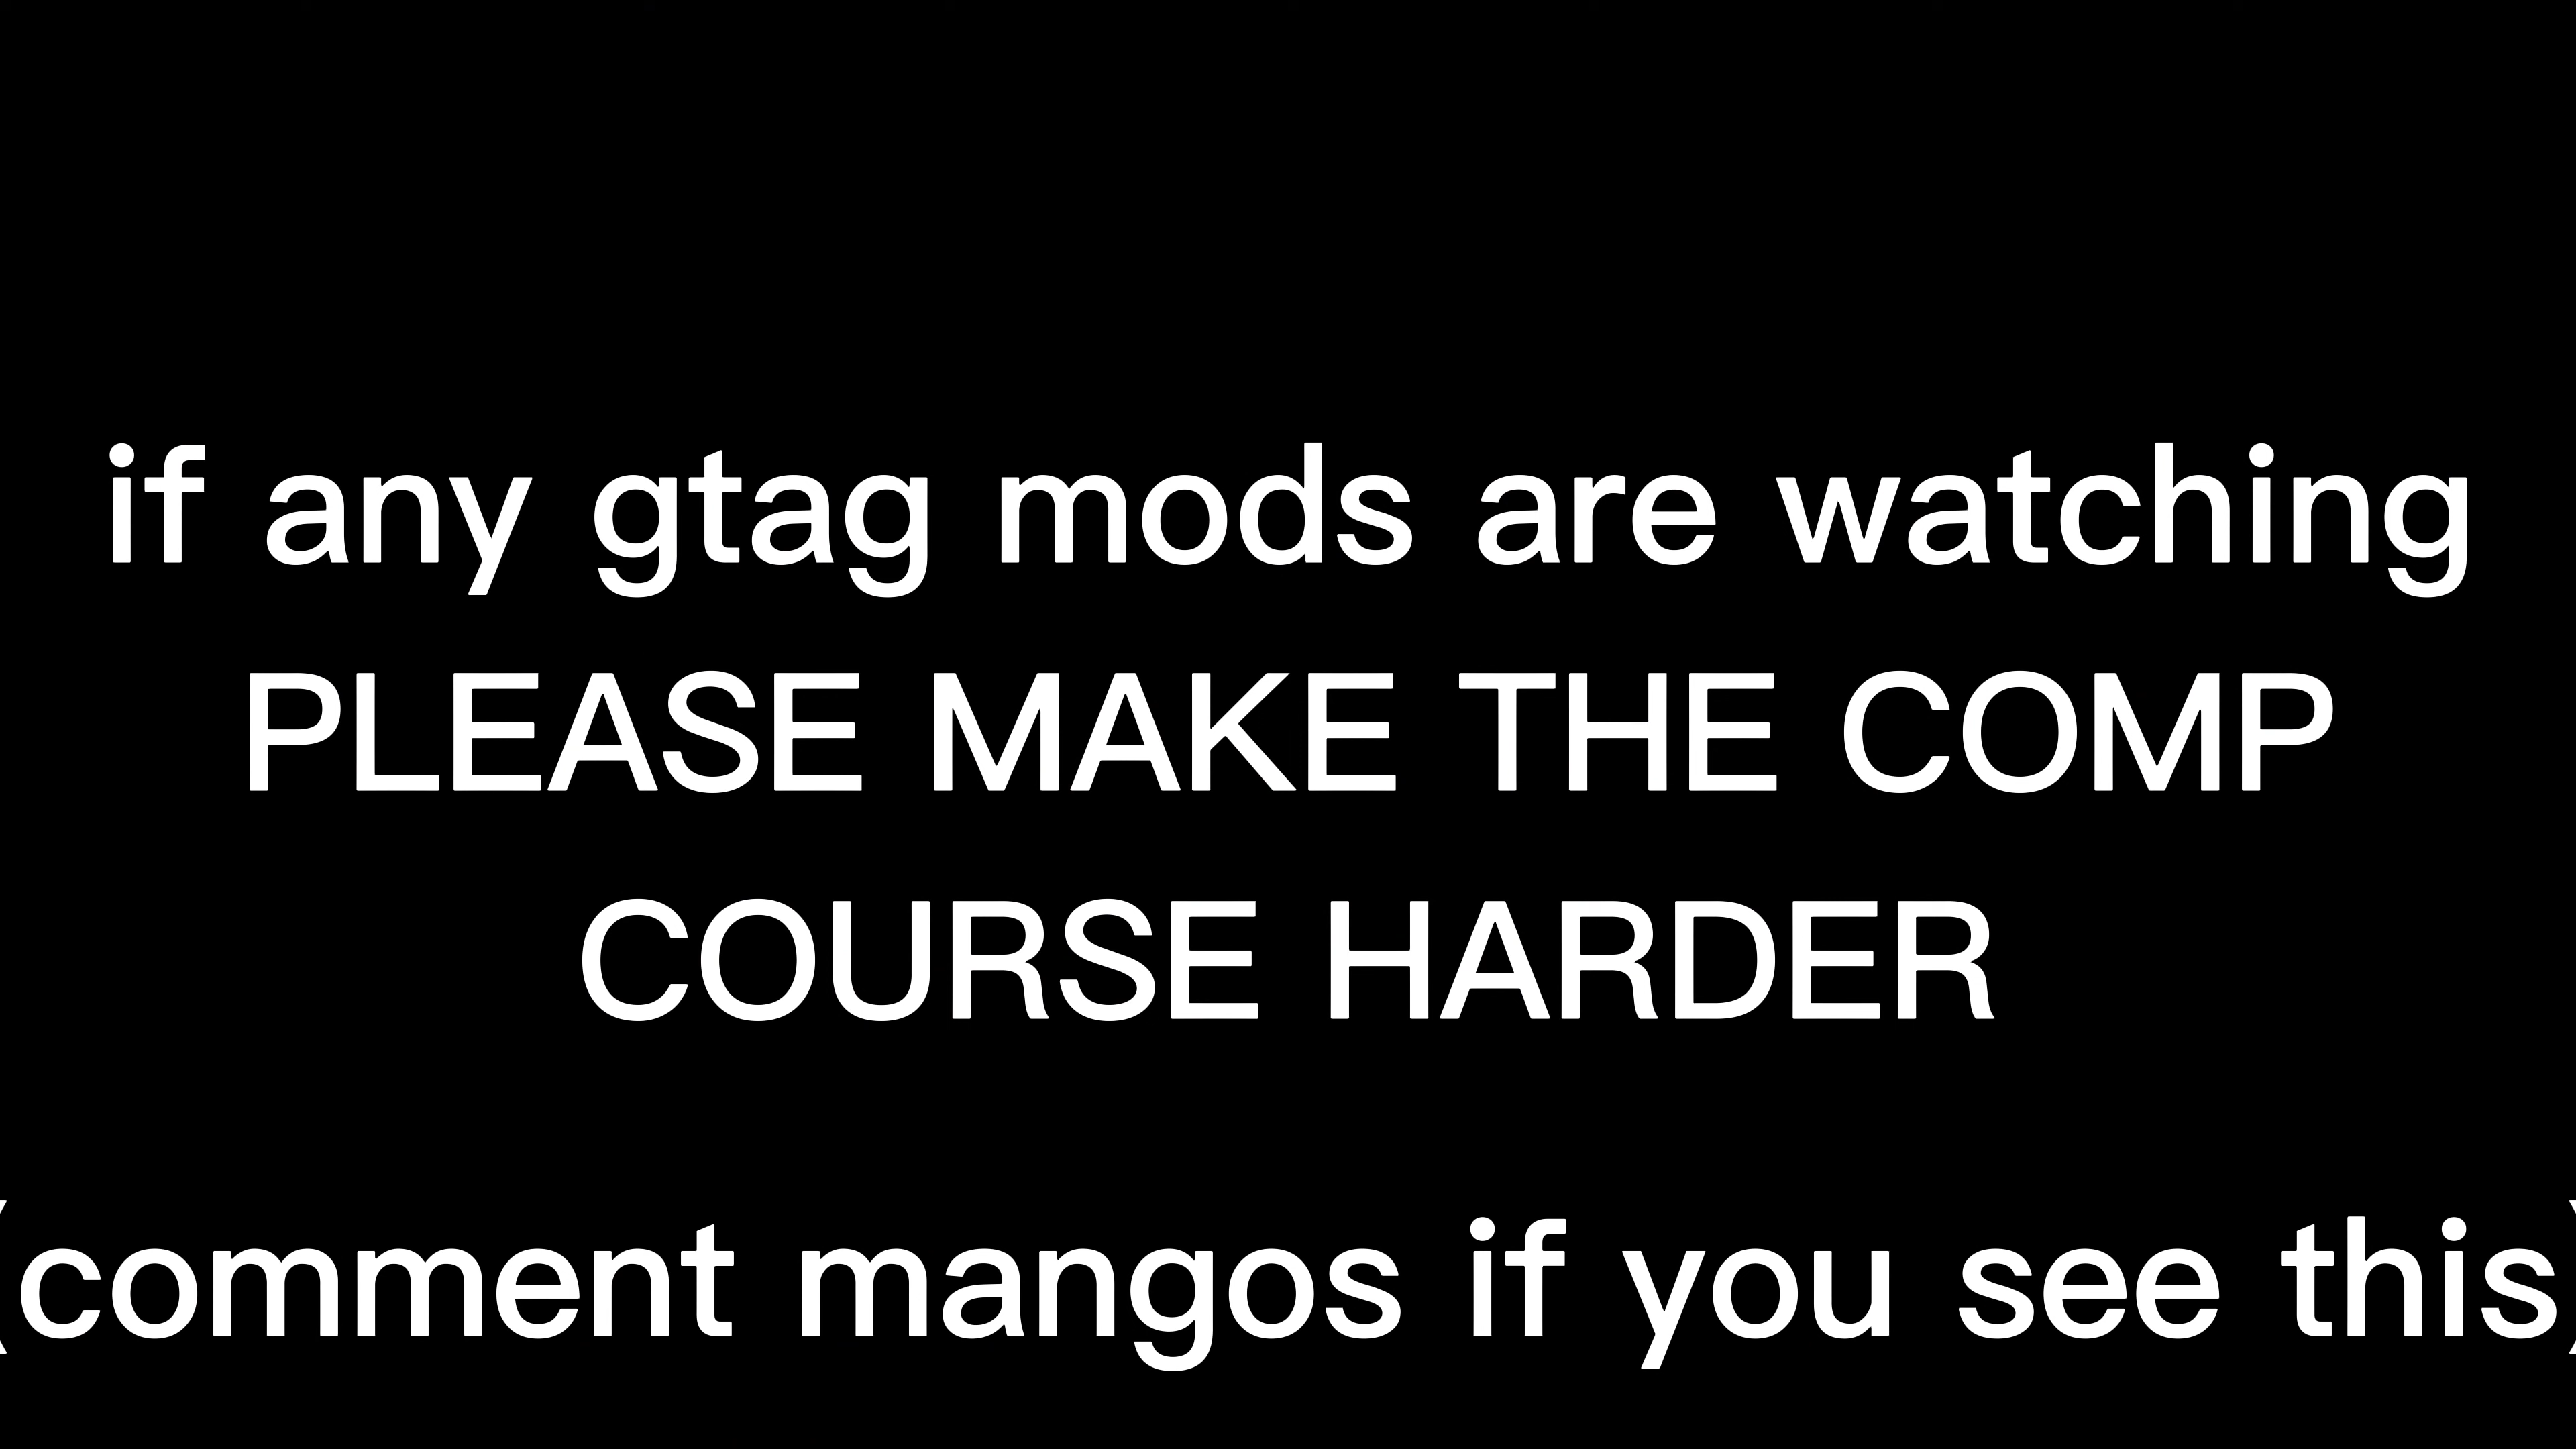 if any gtag mods are watching
PLEASE MAKE THE COMP
COURSE HARDER
(comment mangos if you see this)